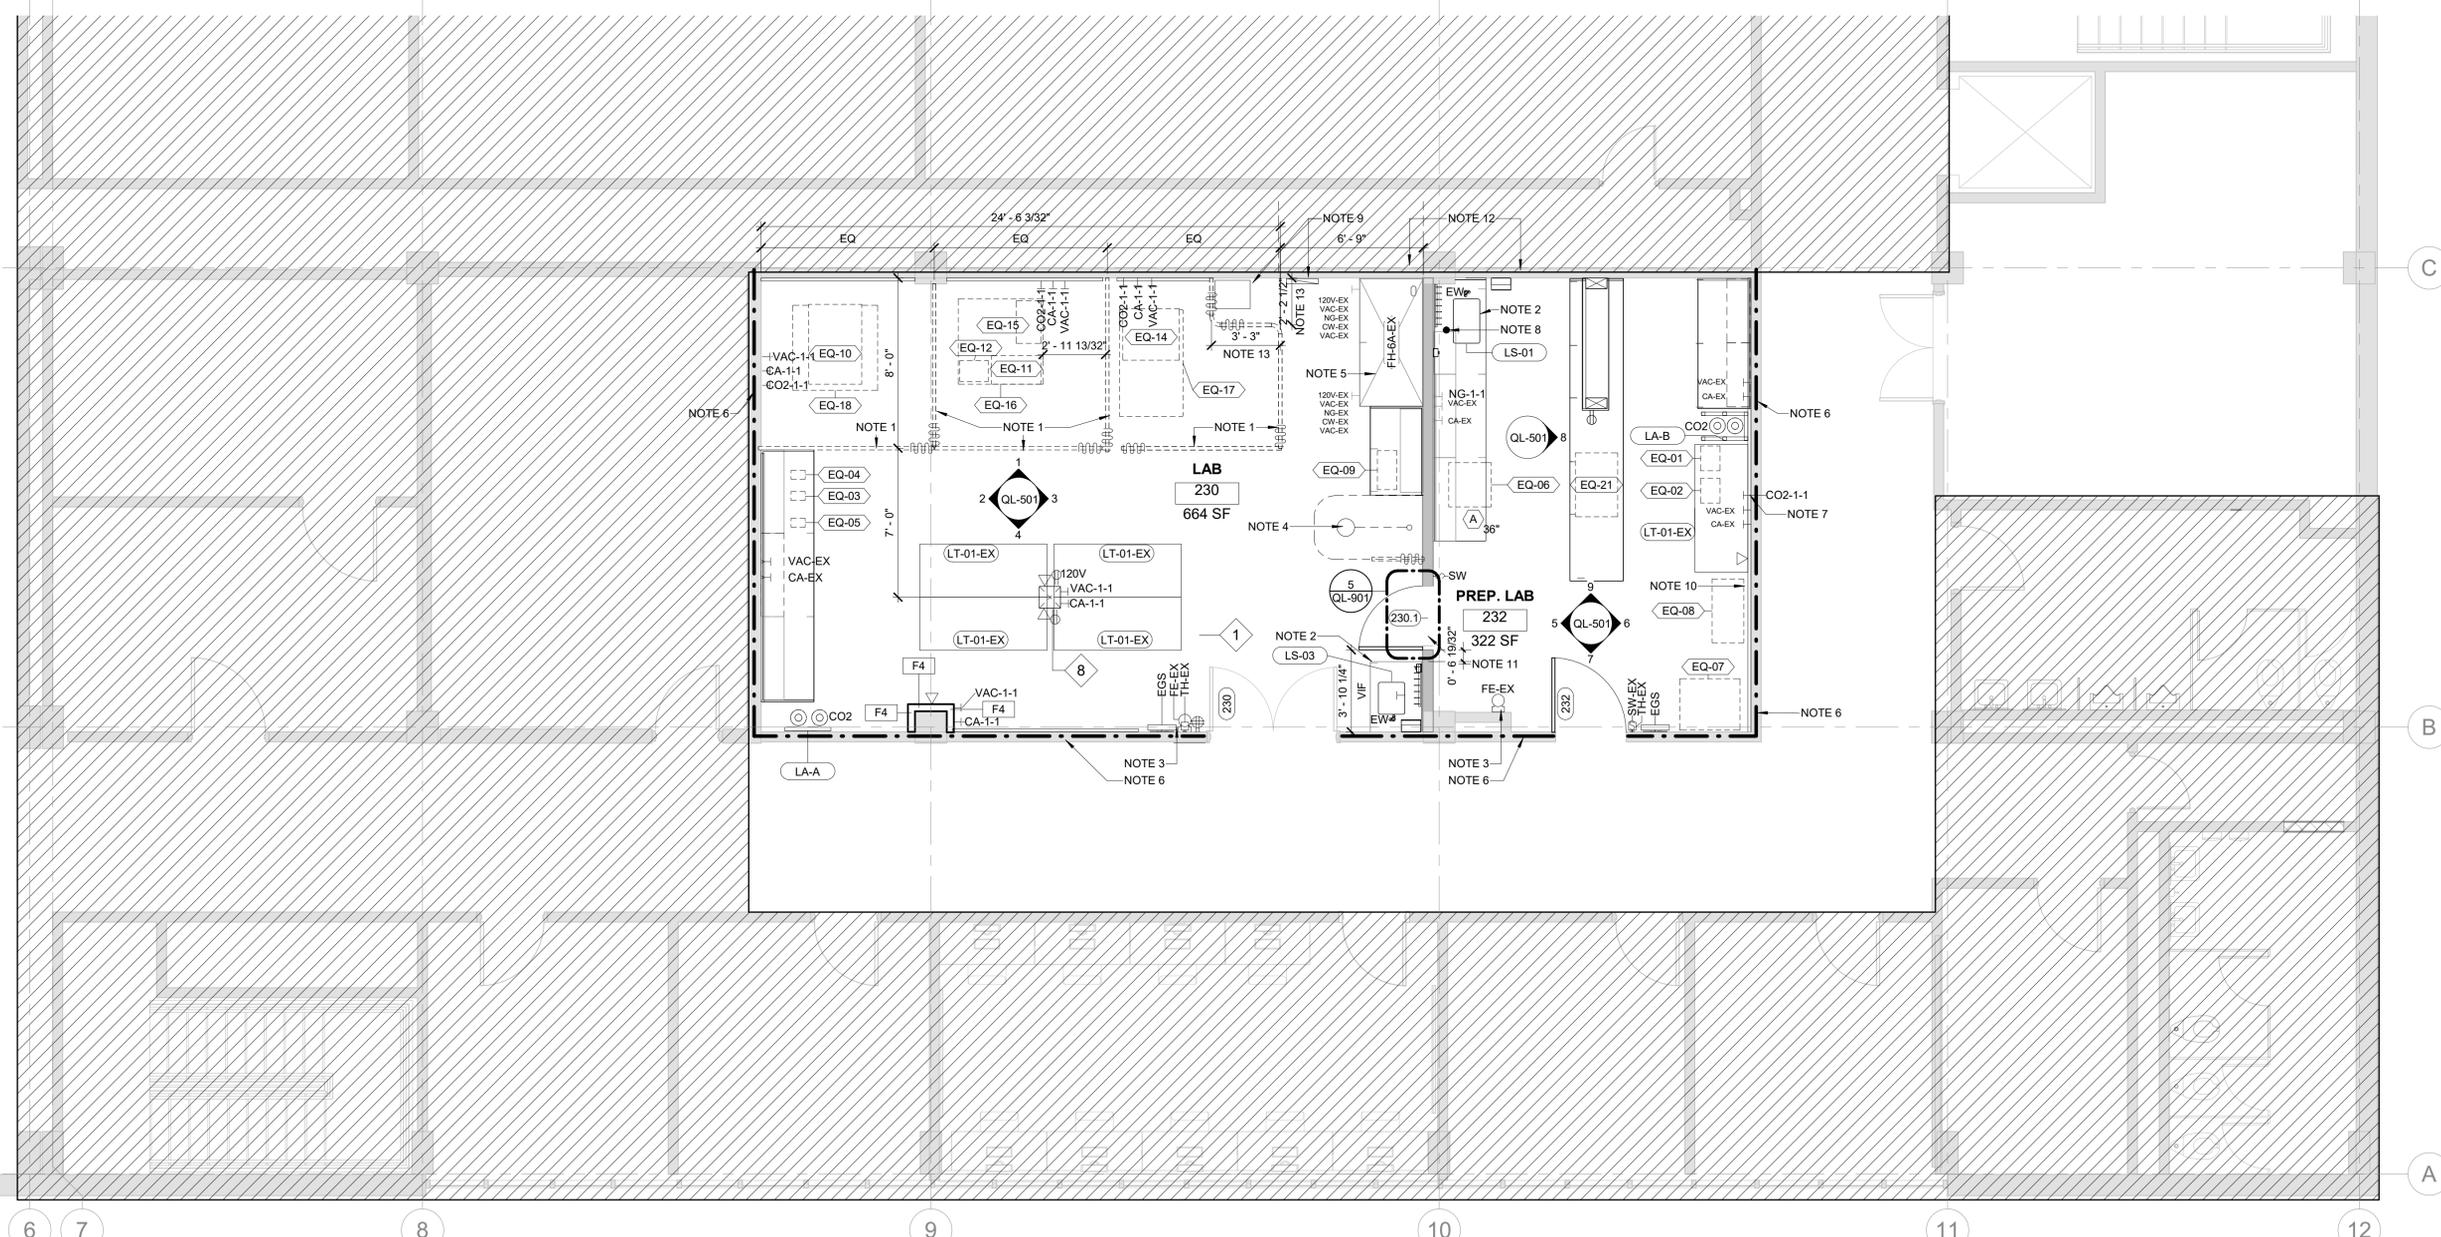 24' - 6 3/32"
NOTE 9
NOTE 12
EQ
EQ
EQ
6' - 9"
C
EQ-15
CO2-1-1
CA-1-1
VAC-1-1
CO2-1-1
CA-1-1
VAC-1-1
2' - 2 1/2"
NOTE 13
120V-EX
VAC-EX
NG-EX
CW-EX
VAC-EX
FH-6A-EX
NOTE 2
NOTE 8
LS-01
EQ-12
2' - 11 13/32"
EQ-14
3' - 3"
NOTE 13
VAC-1-1
EQ-10
CA-1-1
CO2-1-1
8' - 0"
EQ-11
NOTE 5
EQ-17
EQ-18
EQ-16
NOTE 6
NOTE 1
NOTE 1
NOTE 1
120V-EX
VAC-EX
NG-EX
CW-EX
VAC-EX
NG-1-1
VAC-EX
CA-EX
VAC-EX
CA-EX
NOTE 6
CO2
LA-B
QL-501
8
EQ-01
EQ-02
CO2-1-1
VAC-EX
NOTE 7
CA-EX
LT-01-EX
EQ-04
EQ-03
EQ-05
1
2
QL-501
3
4
LAB
230
664 SF
EQ-09
EQ-06
EQ-21
A
36"
NOTE 4
7' - 0"
VAC-EX
CA-EX
LT-01-EX
LT-01-EX
120V
VAC-1-1
CA-1-1
LT-01-EX
LT-01-EX
5
QL-901
SW
230.1
PREP. LAB
232
322 SF
9
5
QL-501
6
7
NOTE 10
EQ-08
1
NOTE 2
LS-03
0' - 6 19/32"
NOTE 11
EQ-07
F4
8
VAC-1-1
F4
F4
CA-1-1
EGS
FE-EX
TH-EX
230
3' - 10 1/4"
VIF
FE-EX
232
SW-EX
TH-EX
EGS
NOTE 6
CO2
B
LA-A
NOTE 3
NOTE 6
NOTE 3
NOTE 6
A
6
7
8
9
10
11
12